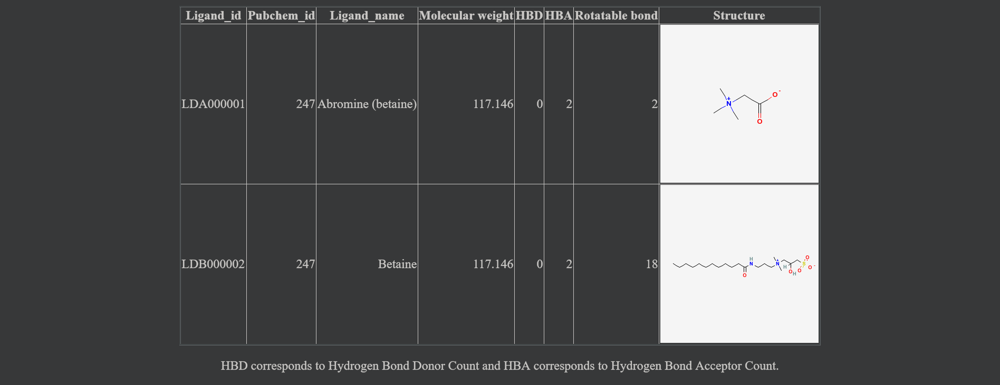 Ligand_id Pubchem_id Ligand_name Molecular weight HBD HBA Rotatable bond Structure
LDA000001 247 Abromine (betaine) 117.146 0 2 2
N + O - O
LDB000002 247 Betaine 117.146 0 2 18
H N O N + H O H S O O O -
HBD corresponds to Hydrogen Bond Donor Count and HBA corresponds to Hydrogen Bond Acceptor Count.